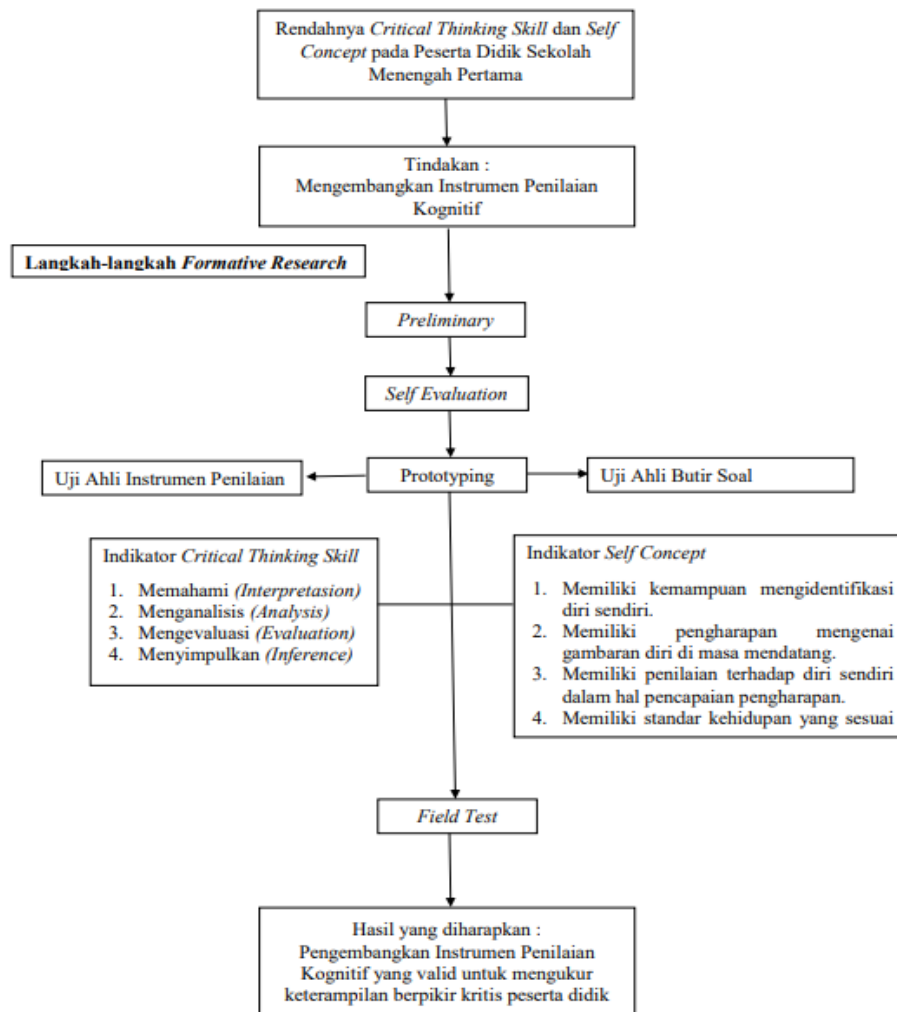 Rendahnya Critical Thinking Skill dan Self
Concept pada Peserta Didik Sekolah
Menengah Pertama
Tindakan :
Mengembangkan Instrumen Penilaian
Kognitif
Langkah-langkah Formative Research
Preliminary
Self Evaluation
Uji Ahli Instrumen Penilaian
Prototyping
Uji Ahli Butir Soal
Indikator Critical Thinking Skill
1. Memahami (Interpretasion)
2. Menganalisis (Analysis)
3. Mengevaluasi (Evaluation)
4. Menyimpulkan (Inference)
Indikator Self Concept
1. Memiliki kemampuan mengidentifikasi
diri sendiri.
2. Memiliki pengharapan mengenai
gambaran diri di masa mendatang.
3. Memiliki penilaian terhadap diri sendiri
dalam hal pencapaian pengharapan.
4. Memiliki standar kehidupan yang sesuai
Field Test
Hasil yang diharapkan :
Pengembangkan Instrumen Penilaian
Kognitif yang valid untuk mengukur
keterampilan berpikir kritis peserta didik